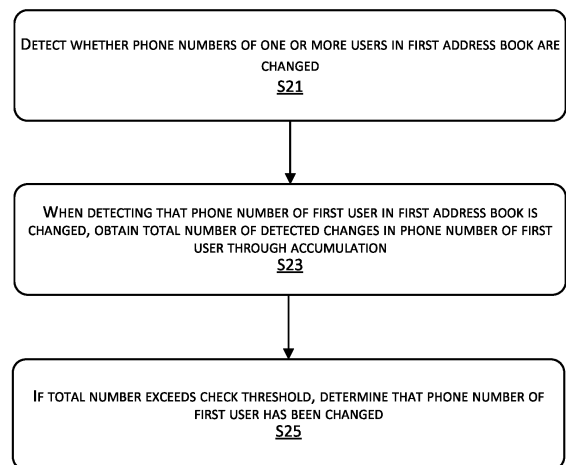 DETECT WHETHER PHONE NUMBERS OF ONE OR MORE USERS IN FIRST ADDRESS BOOK ARE
CHANGED
S21
WHEN DETECTING THAT PHONE NUMBER OF FIRST USER IN FIRST ADDRESS BOOK IS
CHANGED, OBTAIN TOTAL NUMBER OF DETECTED CHANGES IN PHONE NUMBER OF FIRST
USER THROUGH ACCUMULATION
S23
IF TOTAL NUMBER EXCEEDS CHECK THRESHOLD, DETERMINE THAT PHONE NUMBER OF
FIRST USER HAS BEEN CHANGED
S25